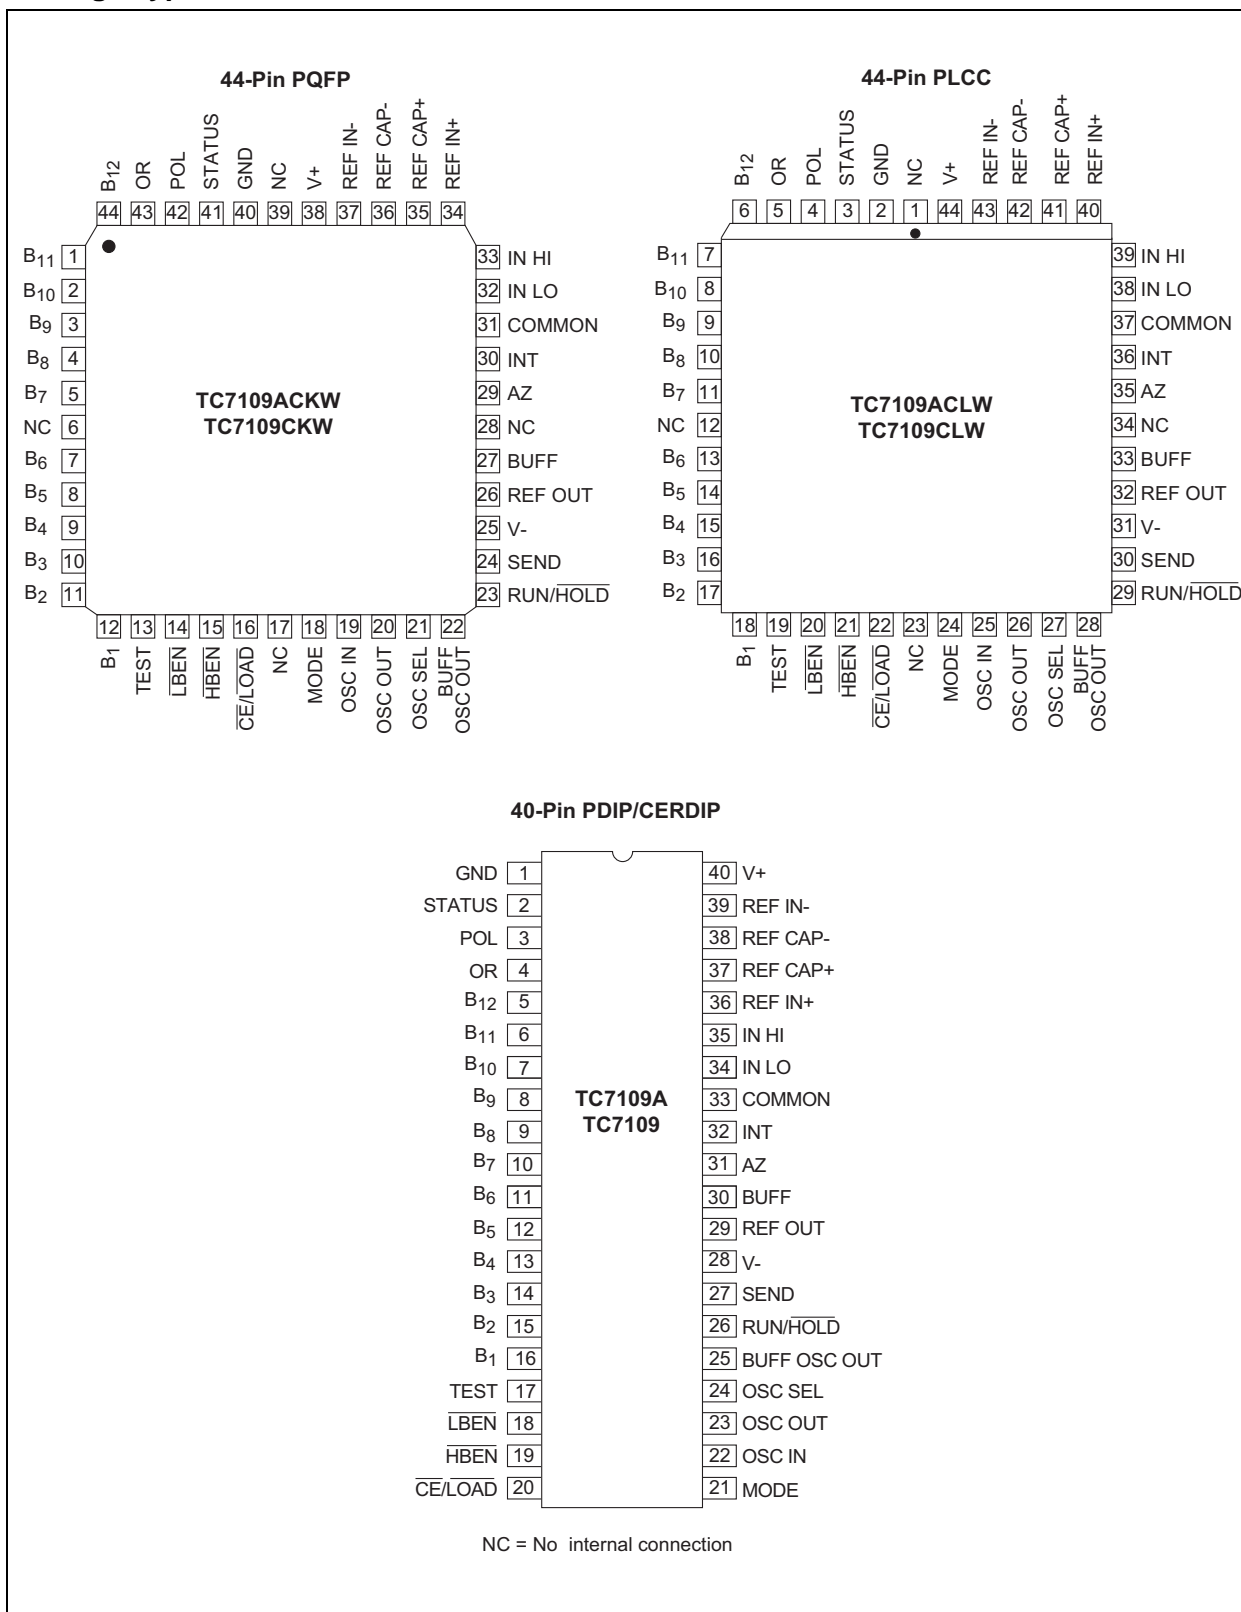 44-Pin PQFP
B12 OR POL STATUS GND NC V+ REF IN- REF CAP- REF CAP+ REF IN+
44 43 42 41 40 39 38 37 36 35 34
B11 1 33 IN HI
B10 2 32 IN LO
B9 3 31 COMMON
B8 4 30 INT
B7 5 29 AZ
NC 6 28 NC
B6 7 27 BUFF
B5 8 26 REF OUT
B4 9 25 V-
B3 10 24 SEND
B2 11 23 RUN/HOLD
TC7109ACKW
TC7109CKW
12 13 14 15 16 17 18 19 20 21 22
B1 TEST LBEN HBEN CE/LOAD NC MODE OSC IN OSC OUT OSC SEL BUFF OSC OUT
44-Pin PLCC
B12 OR POL STATUS GND NC V+ REF IN- REF CAP- REF CAP+ REF IN+
6 5 4 3 2 1 44 43 42 41 40
B11 7 39 IN HI
B10 8 38 IN LO
B9 9 37 COMMON
B8 10 36 INT
B7 11 35 AZ
NC 12 34 NC
B6 13 33 BUFF
B5 14 32 REF OUT
B4 15 31 V-
B3 16 30 SEND
B2 17 29 RUN/HOLD
TC7109ACLW
TC7109CLW
18 19 20 21 22 23 24 25 26 27 28
B1 TEST LBEN HBEN CE/LOAD NC MODE OSC IN OSC OUT OSC SEL BUFF OSC OUT
40-Pin PDIP/CERDIP
GND 1 40 V+
STATUS 2 39 REF IN-
POL 3 38 REF CAP-
OR 4 37 REF CAP+
B12 5 36 REF IN+
B11 6 35 IN HI
B10 7 34 IN LO
B9 8 33 COMMON
B8 9 32 INT
B7 10 31 AZ
B6 11 30 BUFF
B5 12 29 REF OUT
B4 13 28 V-
B3 14 27 SEND
B2 15 26 RUN/HOLD
B1 16 25 BUFF OSC OUT
TEST 17 24 OSC SEL
LBEN 18 23 OSC OUT
HBEN 19 22 OSC IN
CE/LOAD 20 21 MODE
TC7109A
TC7109
NC = No internal connection